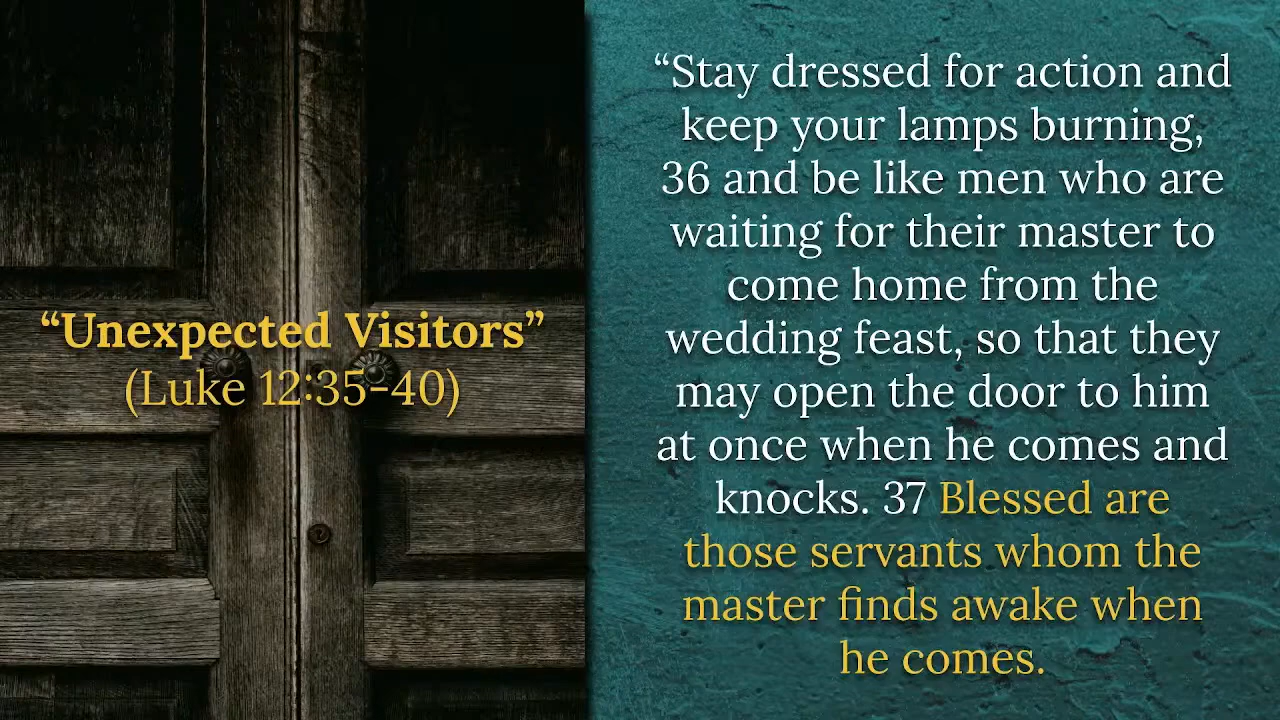 “Unexpected Visitors”
(Luke 12:35-40)
“Stay dressed for action and
keep your lamps burning,
36 and be like men who are
waiting for their master to
come home from the
wedding feast, so that they
may open the door to him
at once when he comes and
knocks. 37 Blessed are
those servants whom the
master finds awake when
he comes.